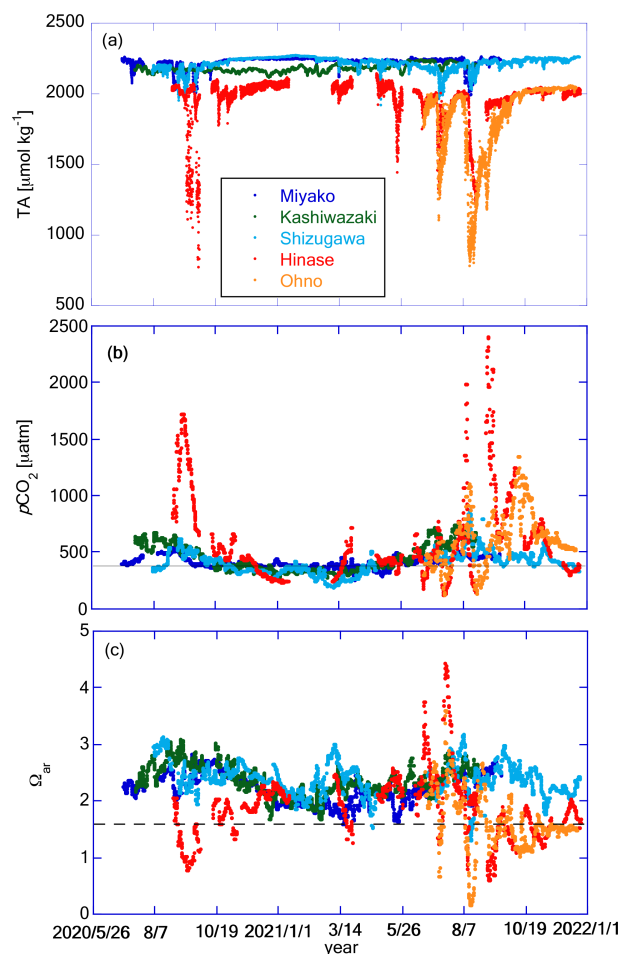 (a)
2500
2000
1500
1000
500
TA [μmol kg⁻¹]
Miyako
Kashiwazaki
Shizugawa
Hinase
Ohno
(b)
2500
2000
1500
1000
500
0
pCO₂ [μatm]
(c)
5
4
3
2
1
0
Ωar
2020/5/26 8/7 10/19 2021/1/1 3/14 5/26 8/7 10/19 2022/1/1
year